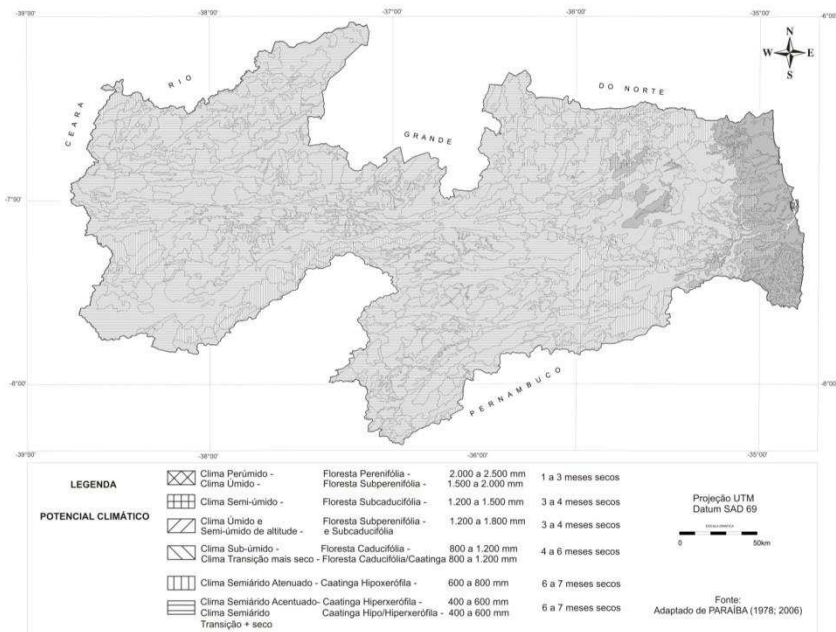 -39°00' -38°00' -37°00' -36°00' -35°00'
-6°00' -6°00'
N
W E
S
RIO
GRANDE
DO NORTE
CEARÁ
-7°00' -7°00'
PERNAMBUCO
-8°00' -8°00'
-39°00' -38°00' -36°00' -35°00'
LEGENDA
POTENCIAL CLIMÁTICO
Clima Perúmido - Floresta Perenifólia - 2.000 a 2.500 mm 1 a 3 meses secos
Clima Úmido - Floresta Subperenifólia - 1.500 a 2.000 mm
Clima Semi-úmido - Floresta Subcaducifólia - 1.200 a 1.500 mm 3 a 4 meses secos
Clima Úmido e Floresta Subperenifólia - 1.200 a 1.800 mm 3 a 4 meses secos
Semi-úmido de altitude - e Subcaducifólia
Clima Sub-úmido - Floresta Caducifólia - 800 a 1.200 mm 4 a 6 meses secos
Clima Transição mais seco - Floresta Caducifólia/Caatinga 800 a 1.200 mm
Clima Semiárido Atenuado - Caatinga Hipoxerófila - 600 a 800 mm 6 a 7 meses secos
Clima Semiárido Acentuado- Caatinga Hiperxerófila - 400 a 600 mm 6 a 7 meses secos
Clima Semiárido Caatinga Hipo/Hiperxerófila - 400 a 600 mm
Transição + seco
Projeção UTM
Datum SAD 69
ESCALA GRÁFICA
0 50km
Fonte:
Adaptado de PARAÍBA (1978; 2006)